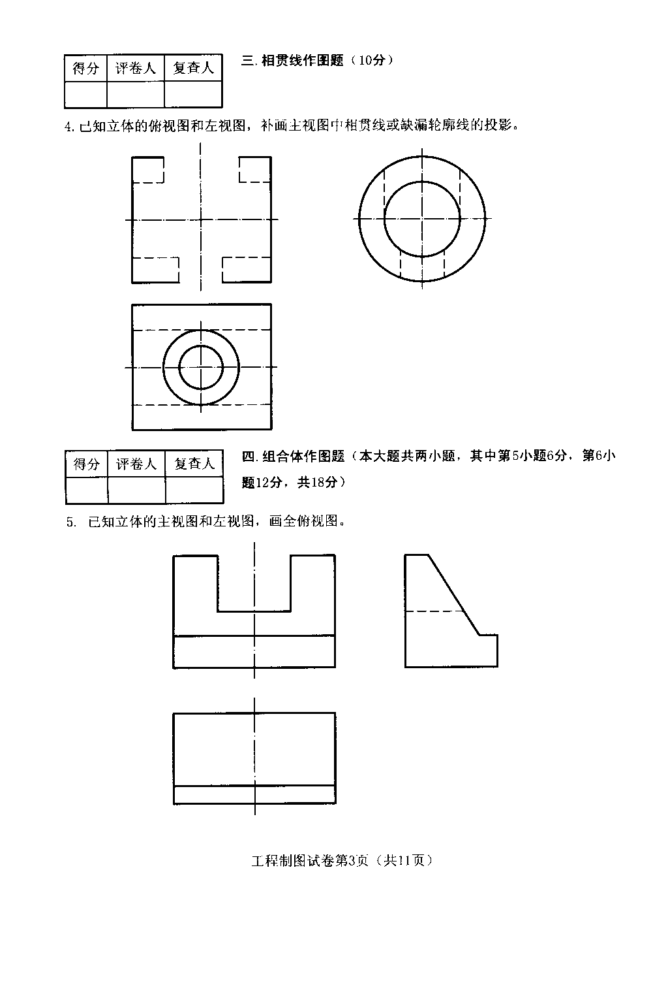 得分 评卷人 复查人
三.相贯线作图题（10分）
4.已知立体的俯视图和左视图，补画主视图中相贯线或缺漏轮廓线的投影。
得分 评卷人 复查人
四.组合体作图题（本大题共两小题，其中第5小题6分，第6小
题12分，共18分）
5. 已知立体的主视图和左视图，画全俯视图。
工程制图试卷第3页（共11页）